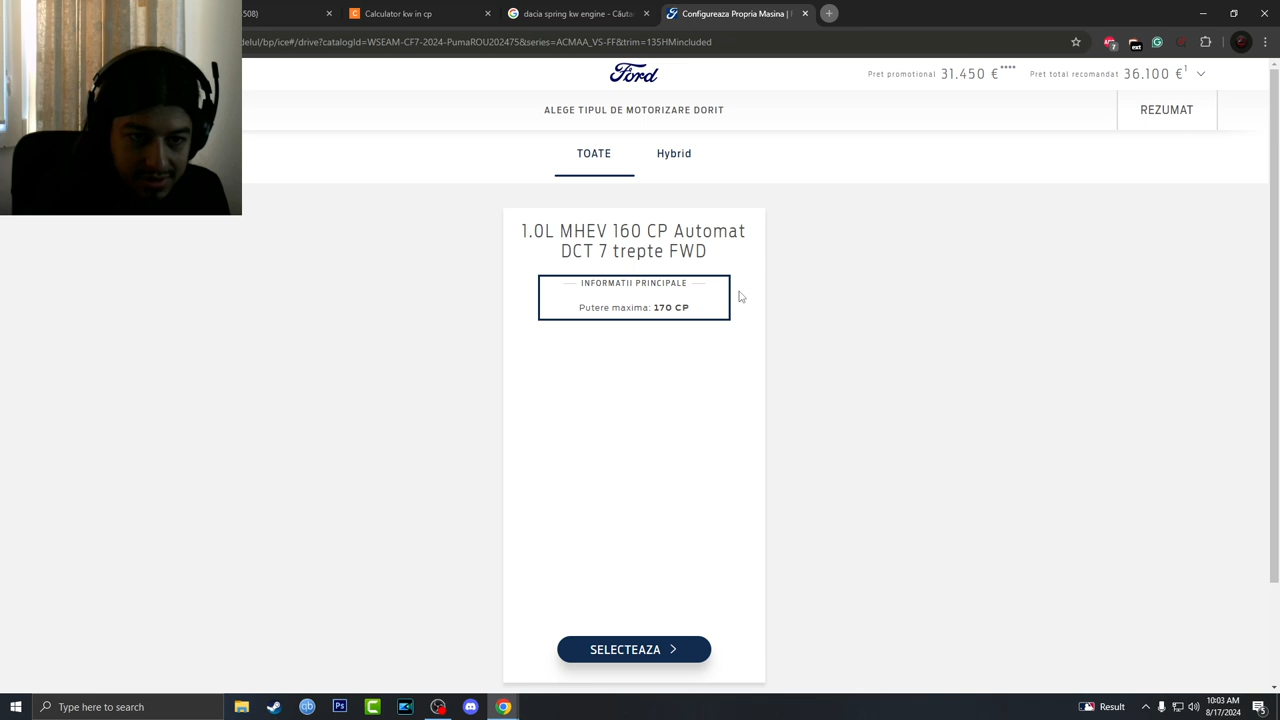 508)
Calculator kw in cp
dacia spring kw engine - Căuta
Configureaza Propria Masina |
delul/bp/ice#/drive?catalogId=WSEAM-CF7-2024-PumaROU202475&series=ACMAA_VS-FF&trim=135HMincluded
Ford
Pret promotional 31.450 €**** Pret total recomandat 36.100 €1
ALEGE TIPUL DE MOTORIZARE DORIT
REZUMAT
TOATE
Hybrid
1.0L MHEV 160 CP Automat
DCT 7 trepte FWD
INFORMATII PRINCIPALE
Putere maxima: 170 CP
SELECTEAZA
Type here to search
Result
10:03 AM
8/17/2024